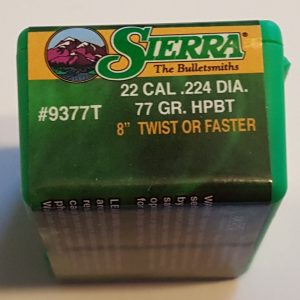 SIERRA®
The Bulletsmiths
#9377T
22 CAL .224 DIA.
77 GR. HPBT
8" TWIST OR FASTER